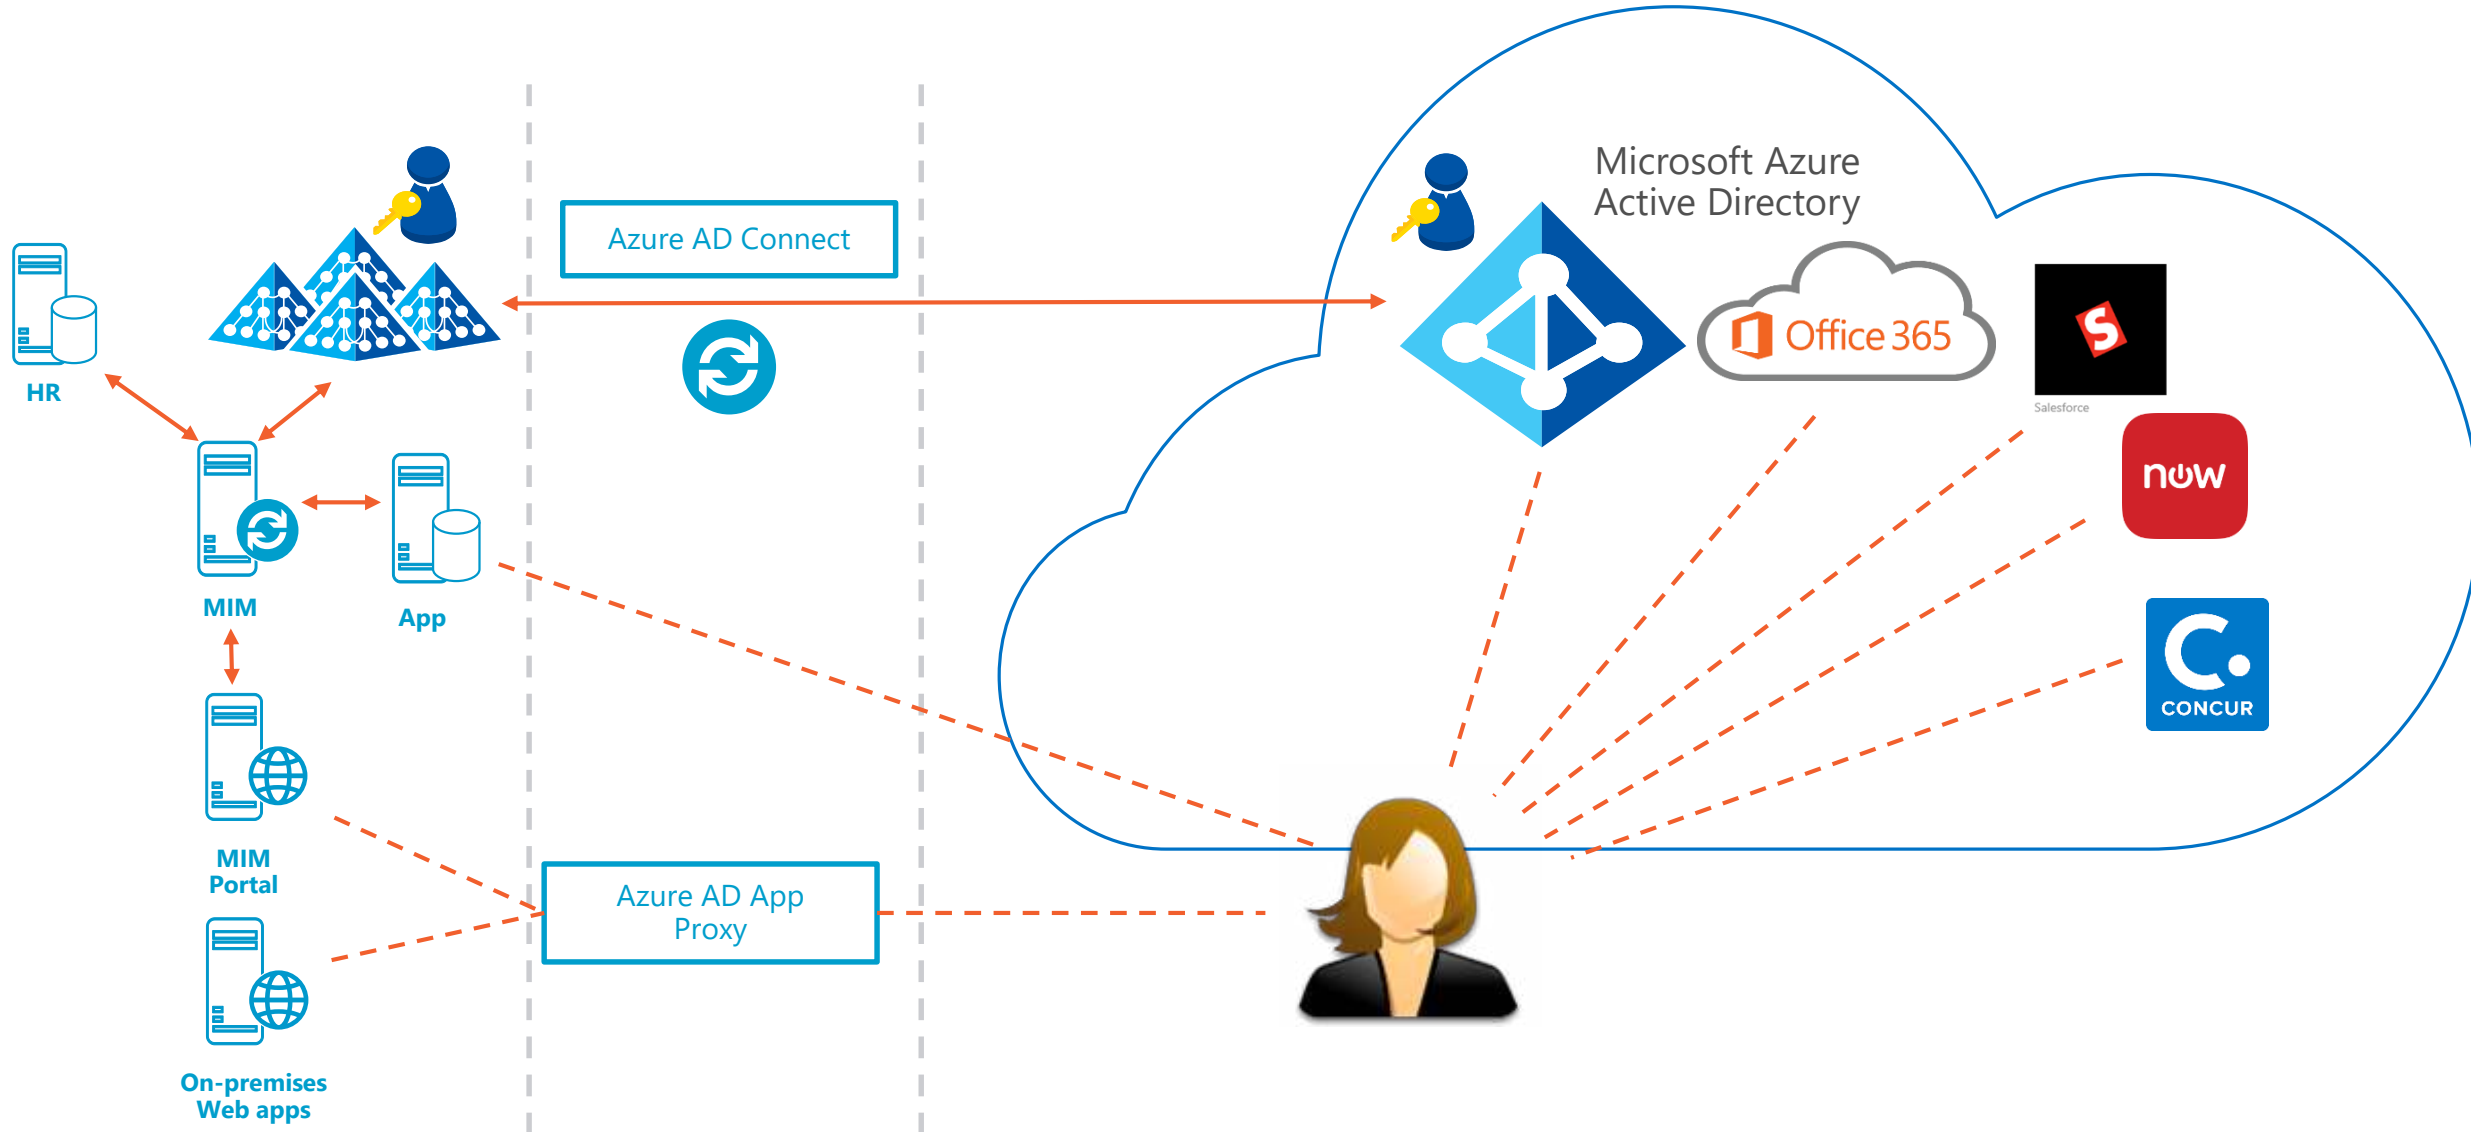 Microsoft Azure
Active Directory
Azure AD Connect
Office 365
S
Salesforce
HR
now
MIM
App
C.
CONCUR
MIM
Portal
Azure AD App
Proxy
On-premises
Web apps